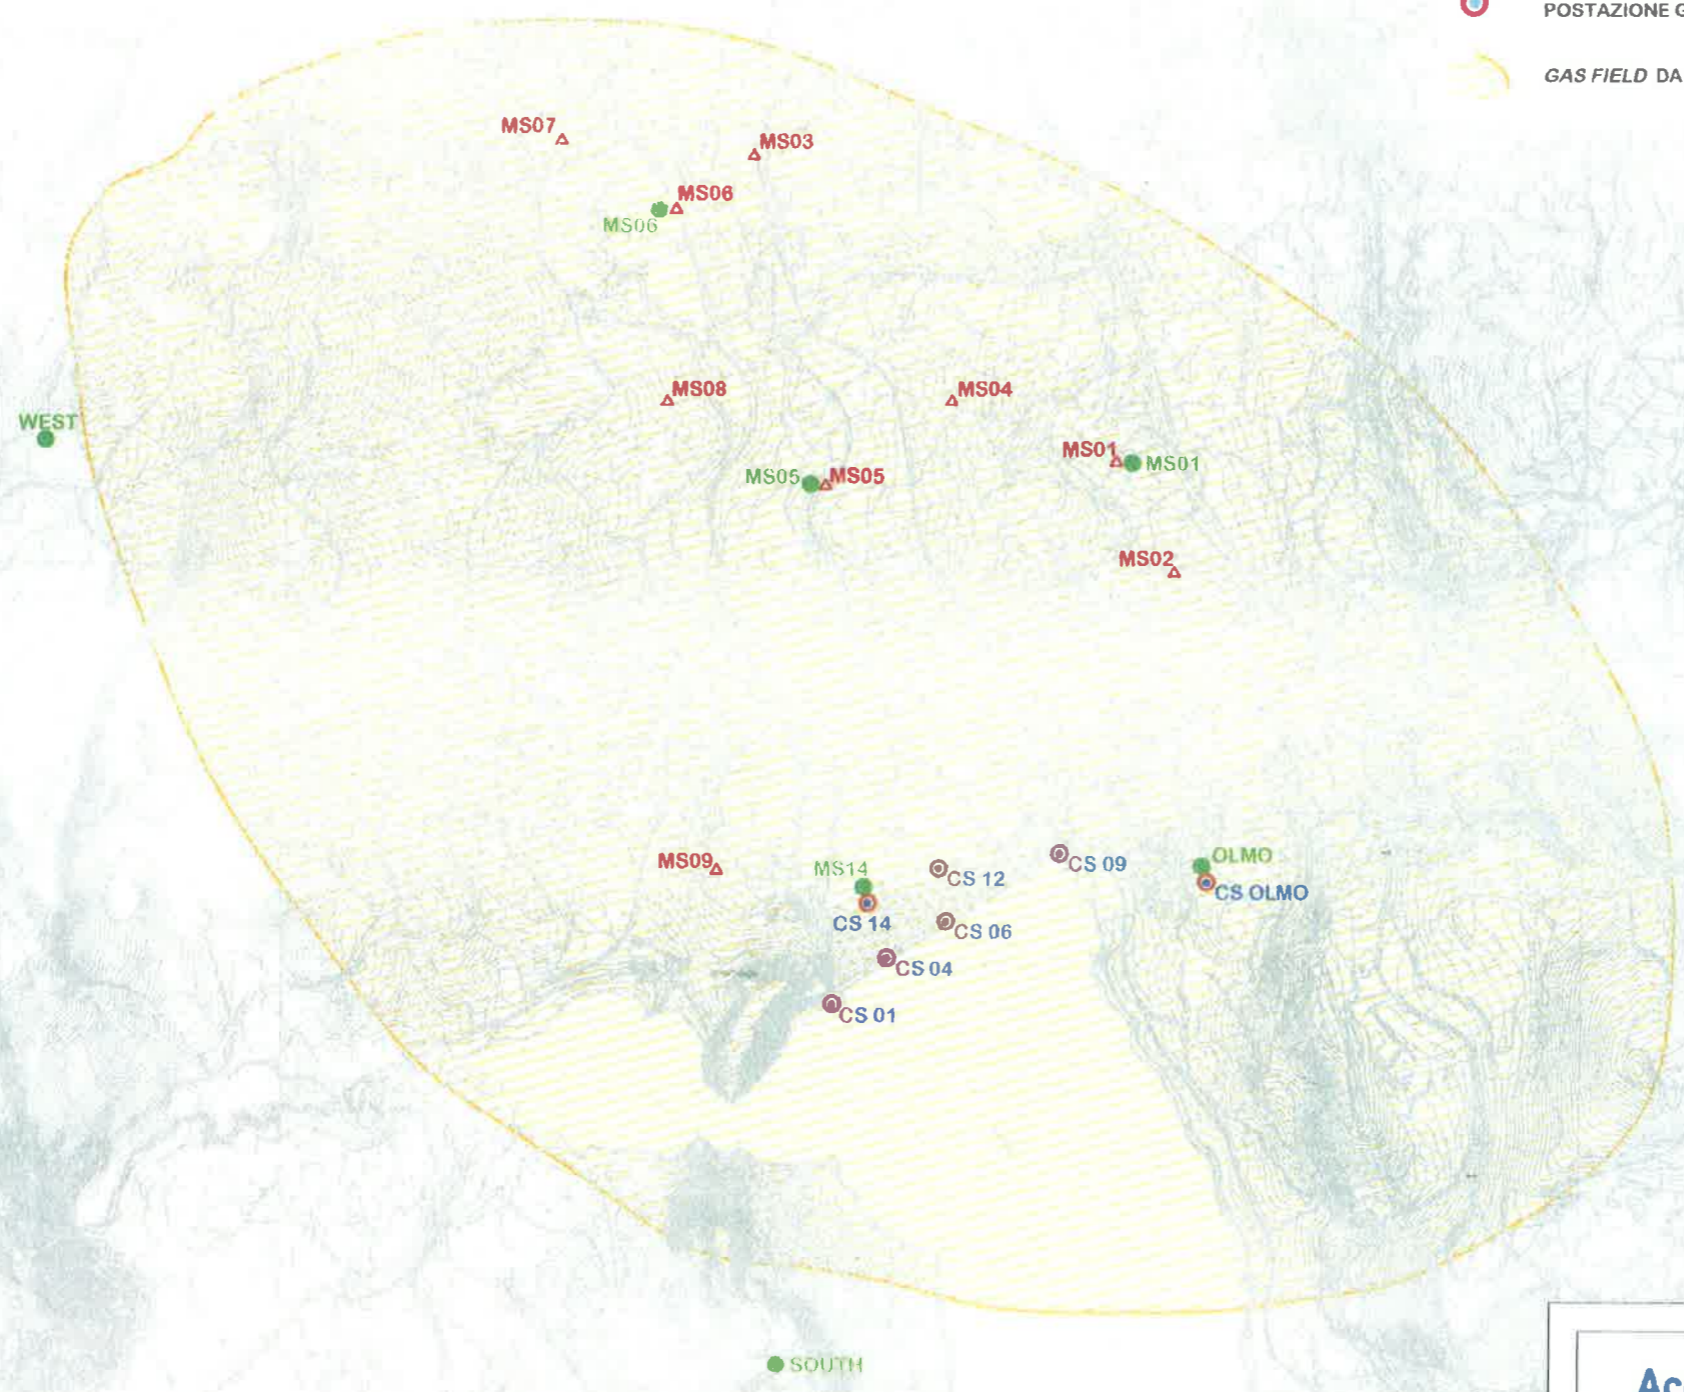 POSTAZIONE G
GAS FIELD DA
MS07
MS03
MS06
MS06
MS08
MS04
WEST
MS01
MS01
MS05
MS05
MS02
MS09
MS14
CS 12
CS 09
OLMO
CS OLMO
CS 14
CS 06
CS 04
CS 01
SOUTH
Ac